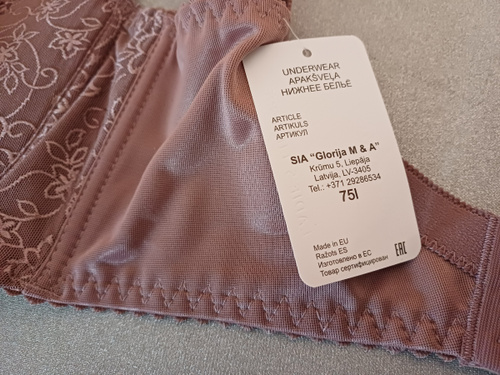 UNDERWEAR
APAKŠVEĻA
НИЖНЕЕ БЕЛЬЁ
ARTICLE
ARTIKULS
АРТИКУЛ
SIA "Glorija M & A"
Krūmu 5, Liepāja
Latvija, LV-3405
Tel.: +371 29286534
75I
Made in EU
Ražots ES
Изготовлено в ЕС
Товар сертифицирован
EAC